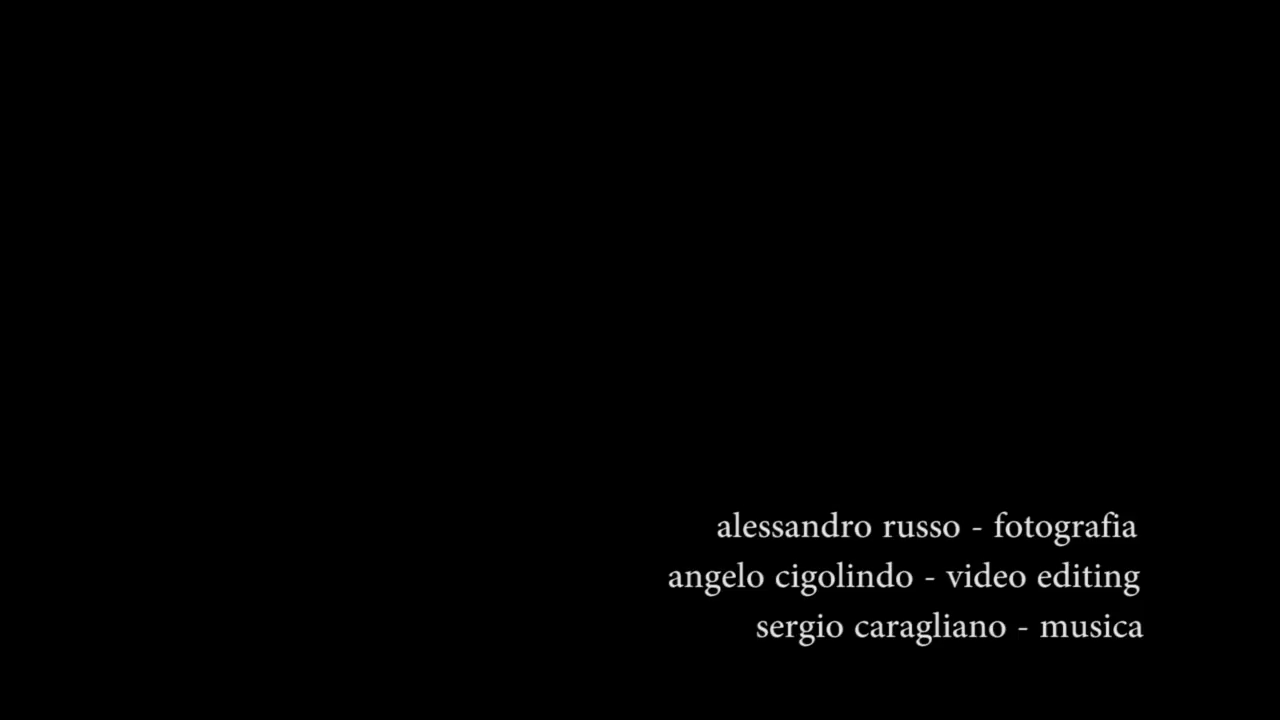 alessandro russo - fotografia
angelo cigolindo - video editing
sergio caragliano - musica